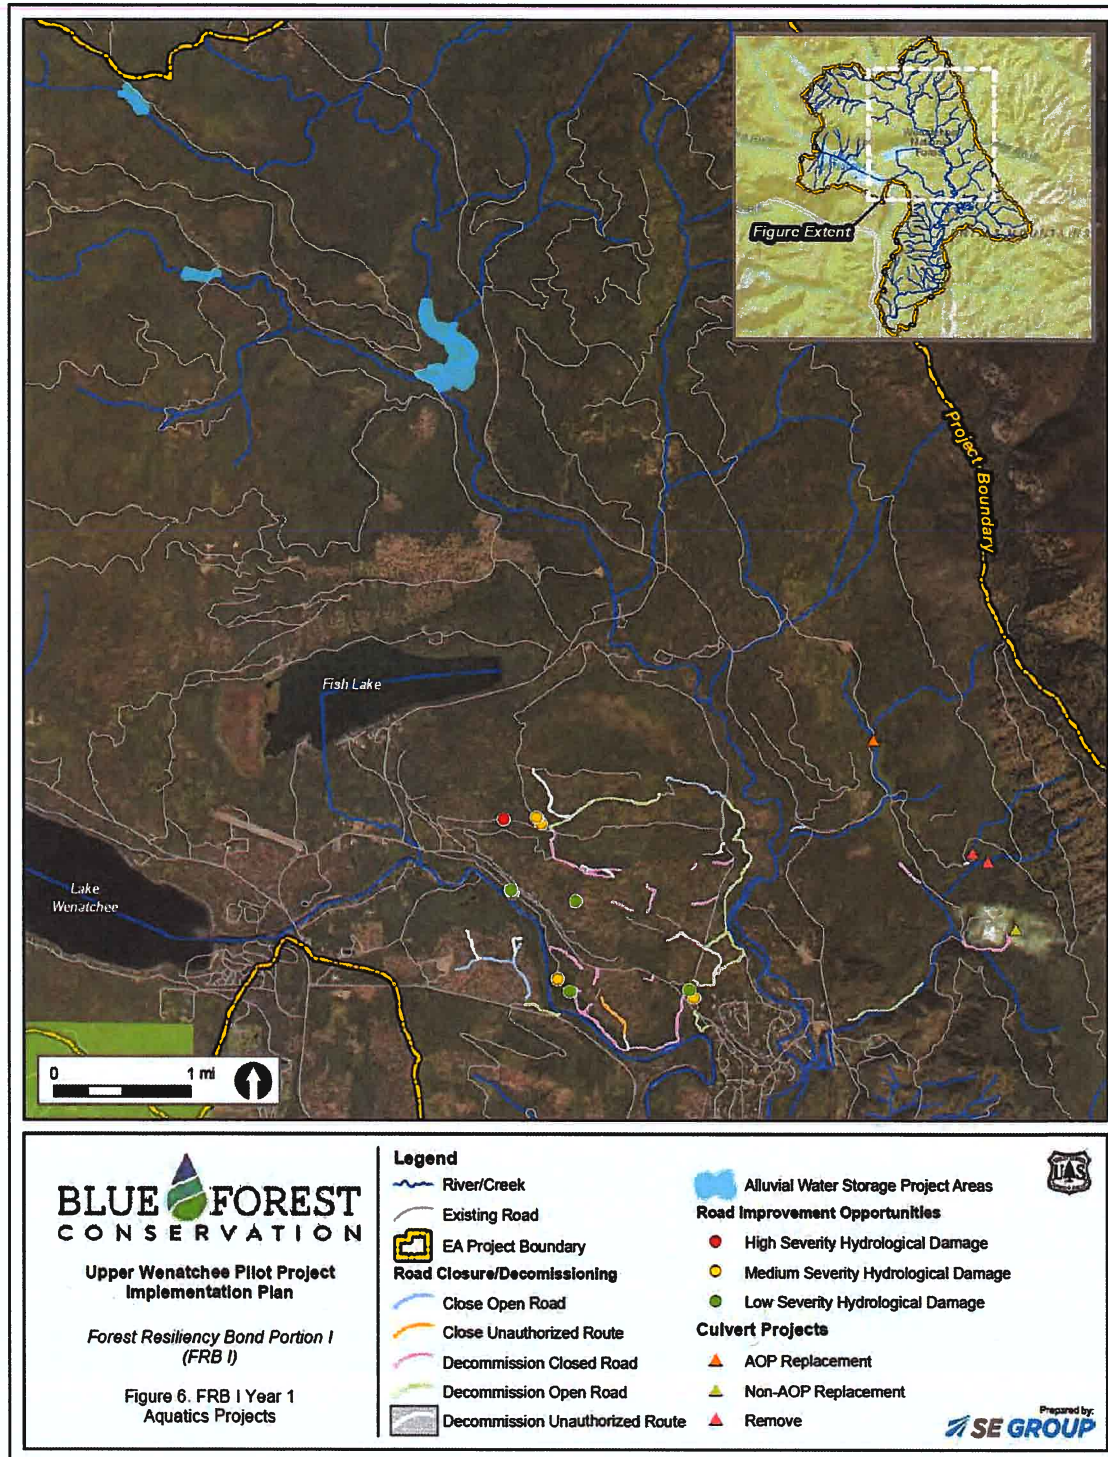 Figure Extent
Project Boundary
Fish Lake
Lake
Wenatchee
0 1 mi
BLUE FOREST
CONSERVATION
Upper Wenatchee Pilot Project
Implementation Plan
Forest Resiliency Bond Portion I
(FRB I)
Figure 6. FRB I Year 1
Aquatics Projects
Legend
River/Creek
Existing Road
EA Project Boundary
Road Closure/Decomissioning
Close Open Road
Close Unauthorized Route
Decommission Closed Road
Decommission Open Road
Decommission Unauthorized Route
Alluvial Water Storage Project Areas
Road Improvement Opportunities
High Severity Hydrological Damage
Medium Severity Hydrological Damage
Low Severity Hydrological Damage
Culvert Projects
AOP Replacement
Non-AOP Replacement
Remove
UAS
Prepared by:
SE GROUP